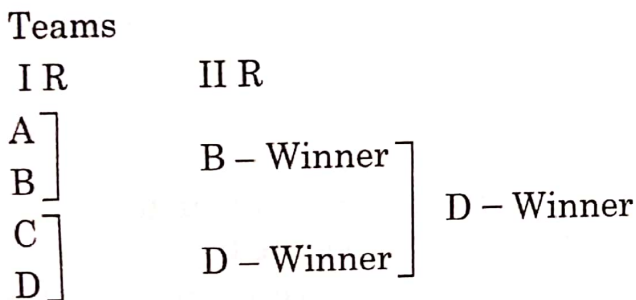 Teams
I R II R
A
B – Winner
B
D – Winner
C
D – Winner
D